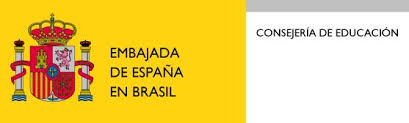 EMBAJADA
DE ESPAÑA
EN BRASIL
CONSEJERÍA DE EDUCACIÓN